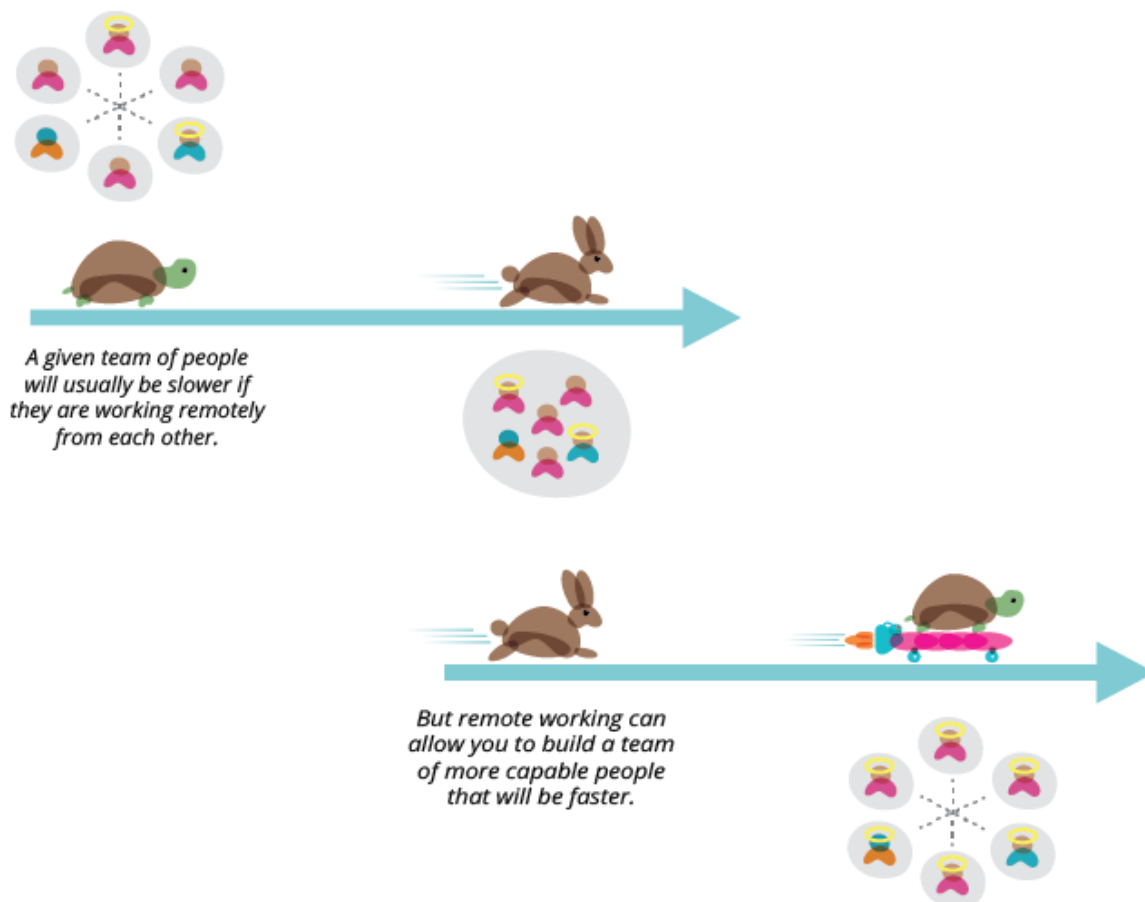 A given team of people
will usually be slower if
they are working remotely
from each other.
But remote working can
allow you to build a team
of more capable people
that will be faster.